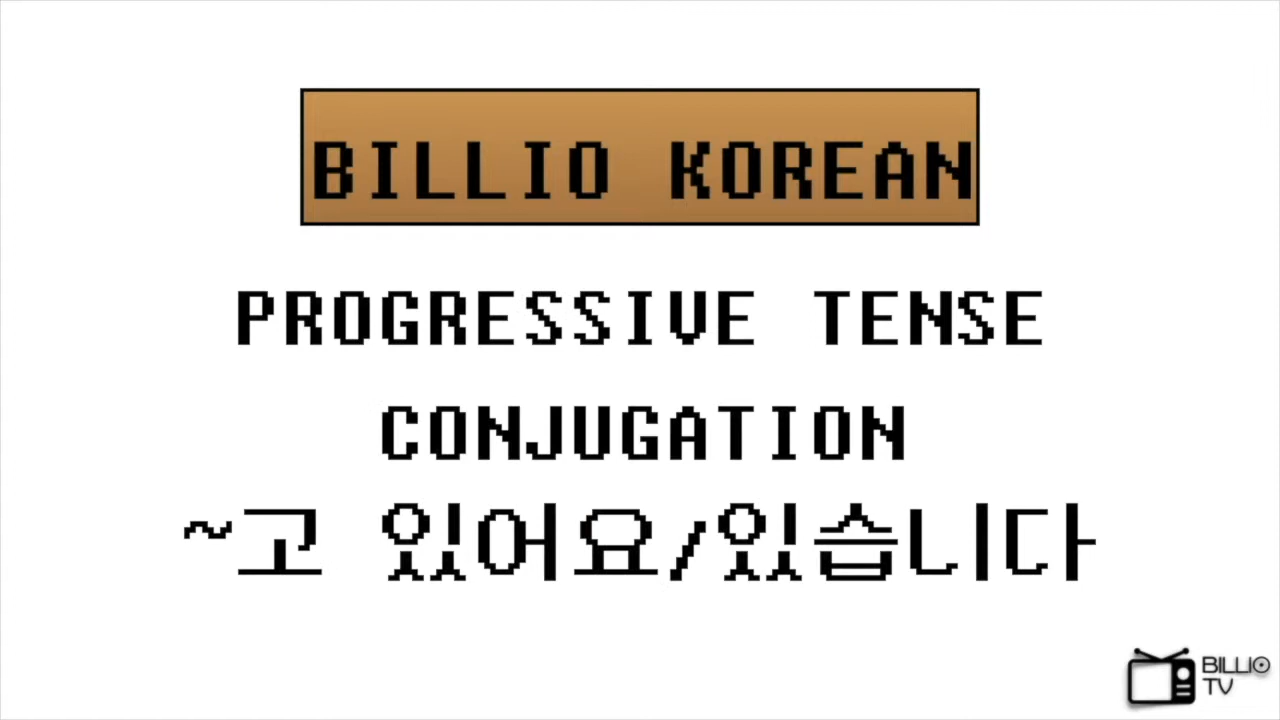 BILLIO KOREAN
PROGRESSIVE TENSE
CONJUGATION
~고 있어요/있습니다
BILLIO
TV